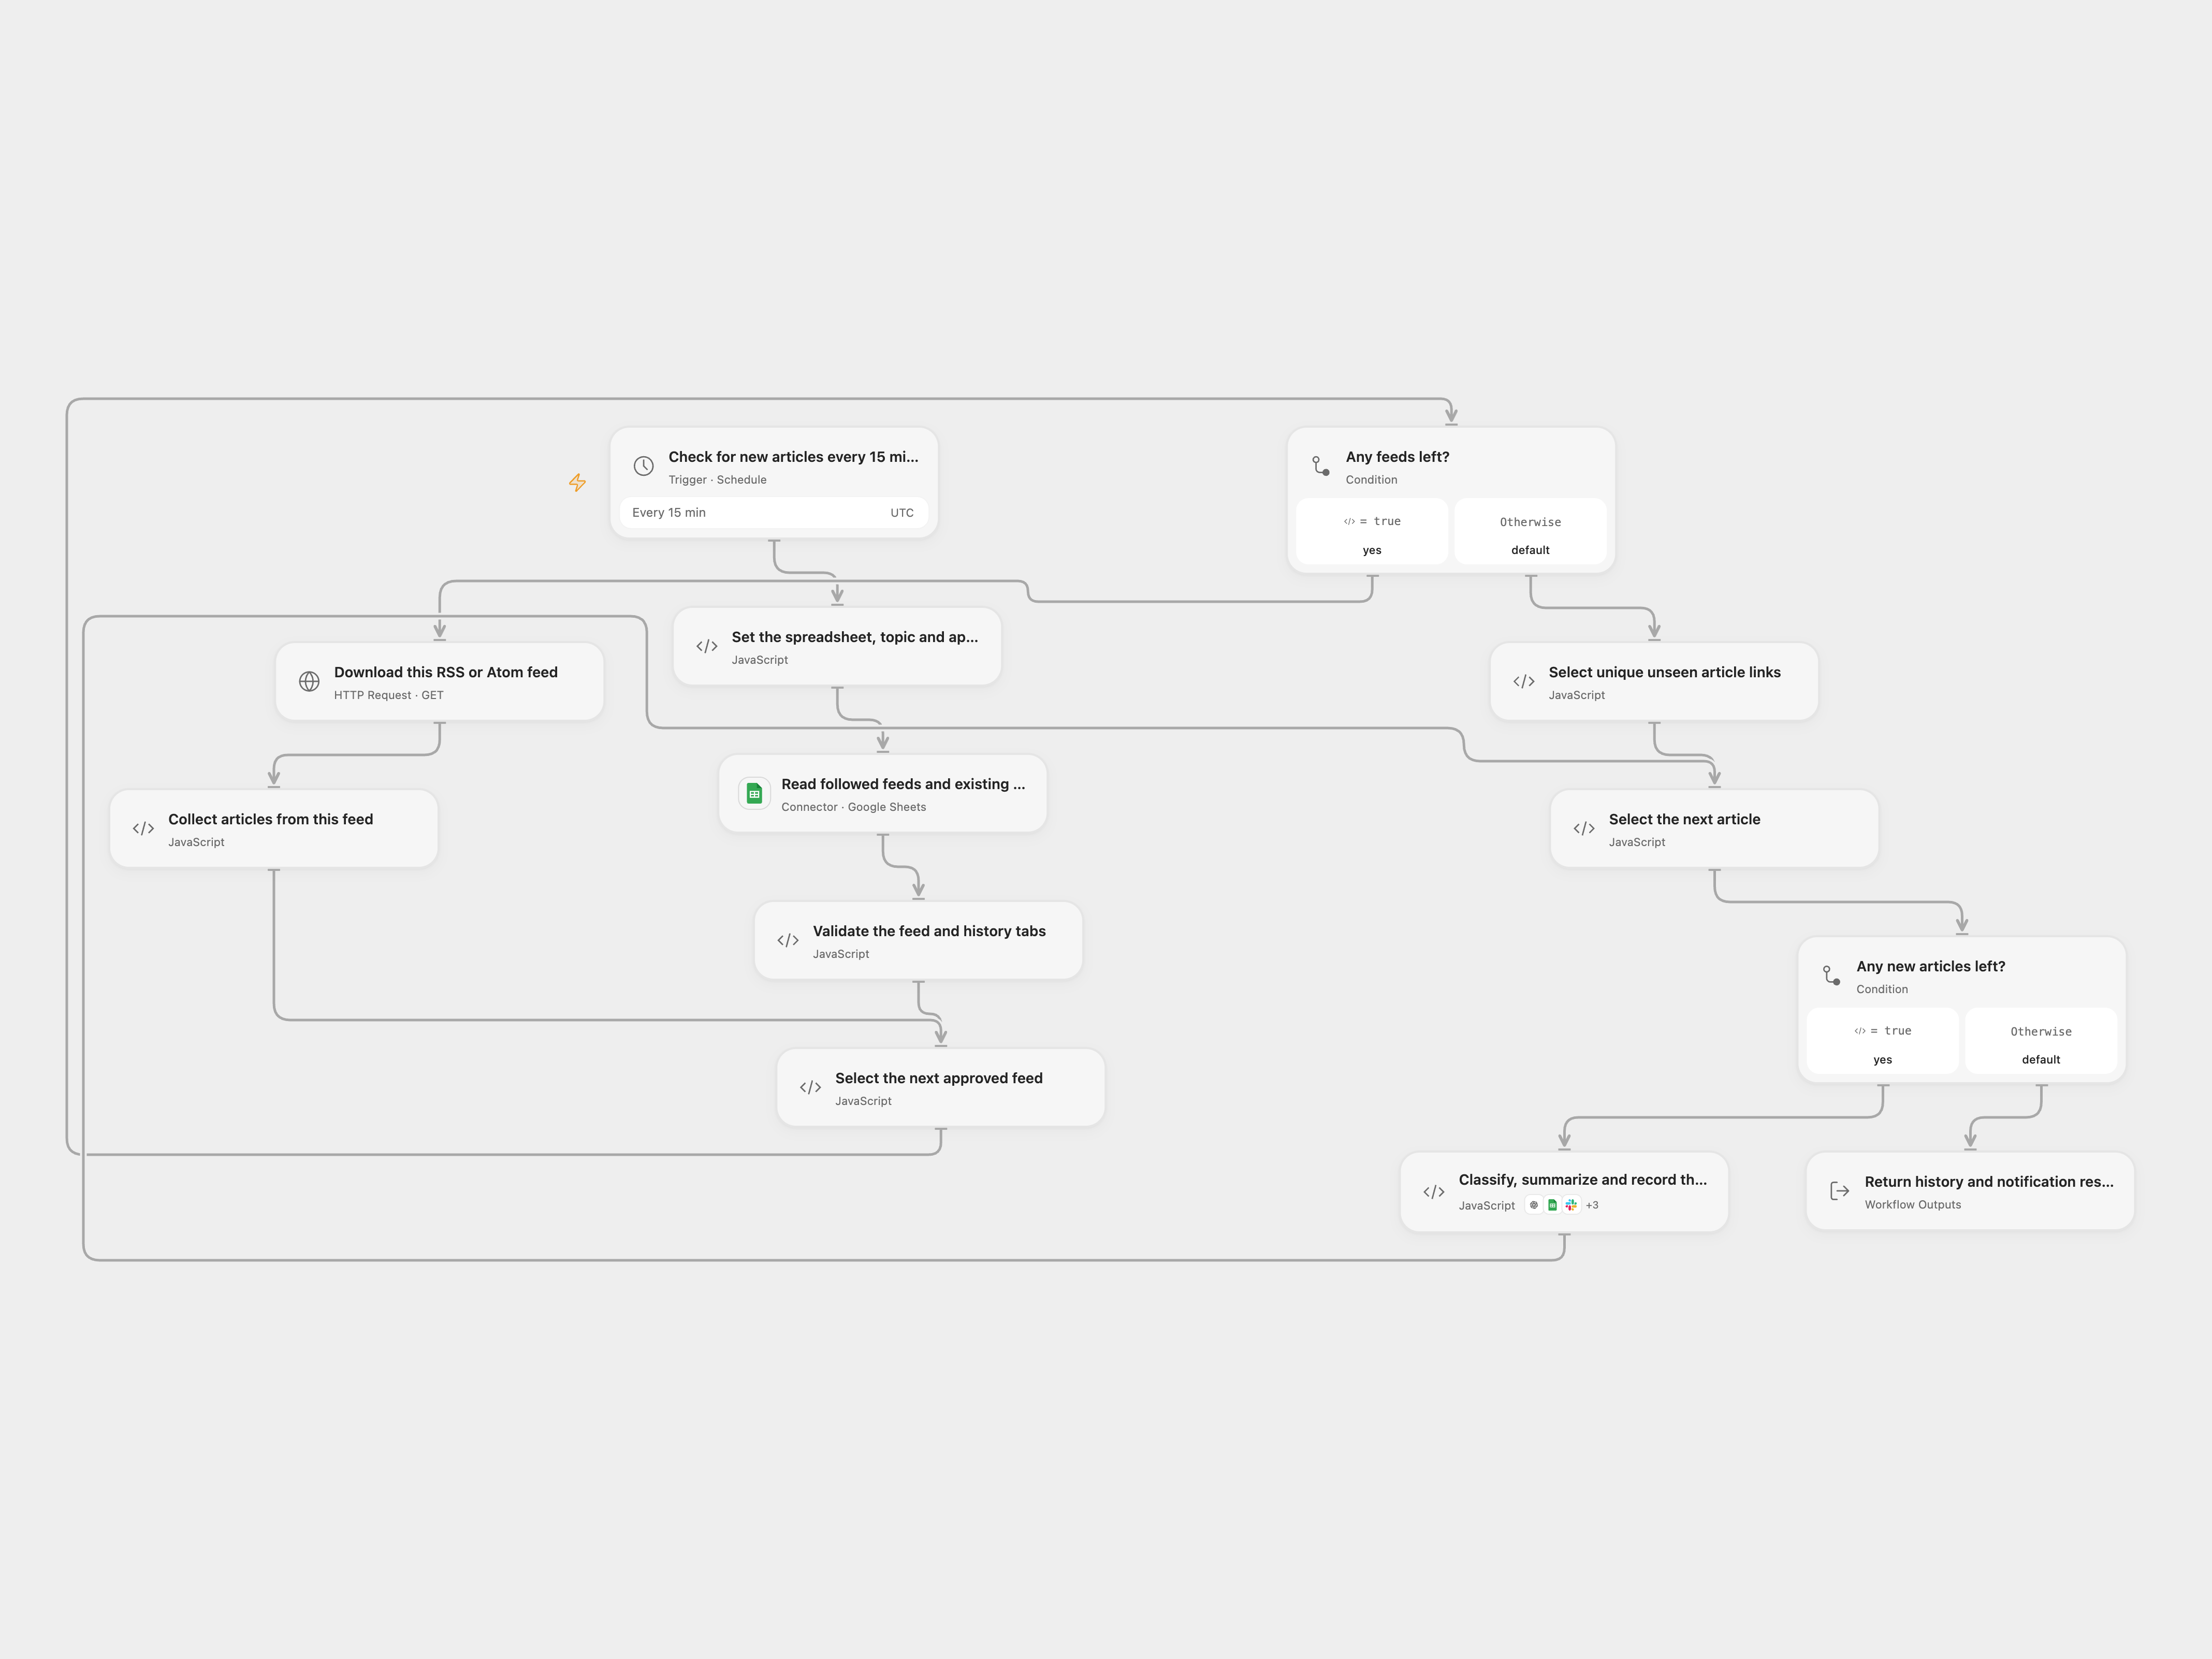 Check for new articles every 15 mi...
Trigger · Schedule
Every 15 min
UTC
Any feeds left?
Condition
</> = true
yes
Otherwise
default
Set the spreadsheet, topic and ap...
JavaScript
Download this RSS or Atom feed
HTTP Request · GET
Select unique unseen article links
JavaScript
Read followed feeds and existing ...
Connector · Google Sheets
Collect articles from this feed
JavaScript
Select the next article
JavaScript
Validate the feed and history tabs
JavaScript
Any new articles left?
Condition
</> = true
yes
Otherwise
default
Select the next approved feed
JavaScript
Classify, summarize and record th...
JavaScript
+3
Return history and notification res...
Workflow Outputs